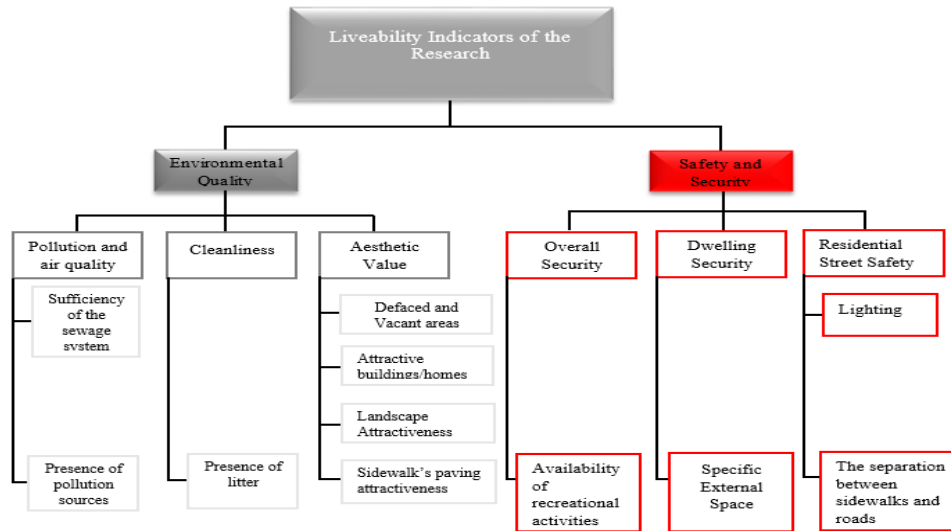 Liveability Indicators of the
Research
Environmental
Quality
Safety and
Security
Pollution and
air quality
Cleanliness
Aesthetic
Value
Overall
Security
Dwelling
Security
Residential
Street Safety
Sufficiency
of the
sewage
system
Defaced and
Vacant areas
Lighting
Attractive
buildings/homes
Landscape
Attractiveness
Presence of
pollution
sources
Presence of
litter
Sidewalk's paving
attractiveness
Availability
of
recreational
activities
Specific
External
Space
The separation
between
sidewalks and
roads